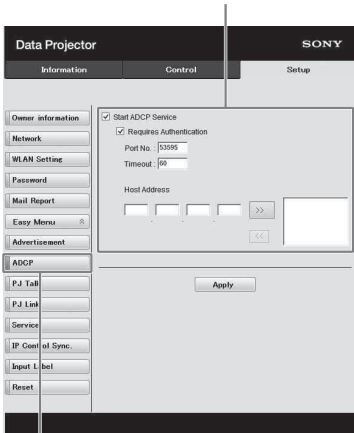 Data Projector
SONY
Information
Control
Setup
Owner information
Network
WLAN Setting
Password
Mail Report
Easy Menu
Advertisement
ADCP
PJ Talk
PJ Link
Service
IP Control Sync.
Input Label
Reset
Start ADCP Service
Requires Authentication
Port No. : 53595
Timeout : 60
Host Address
. . .
>>
<<
Apply